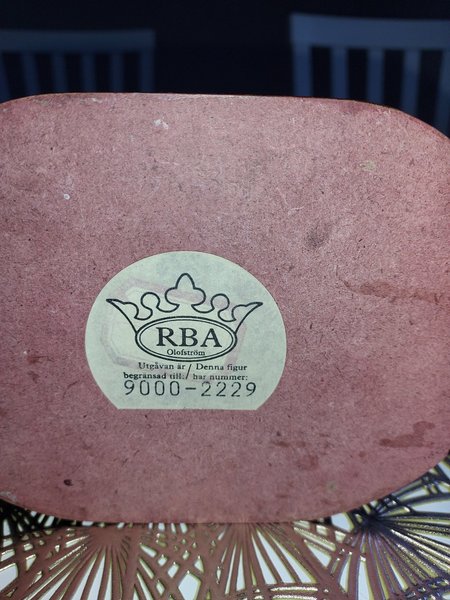 RBA
Olofström
Utgåvan är / Denna figur
begränsad till: / har nummer:
9000-2229